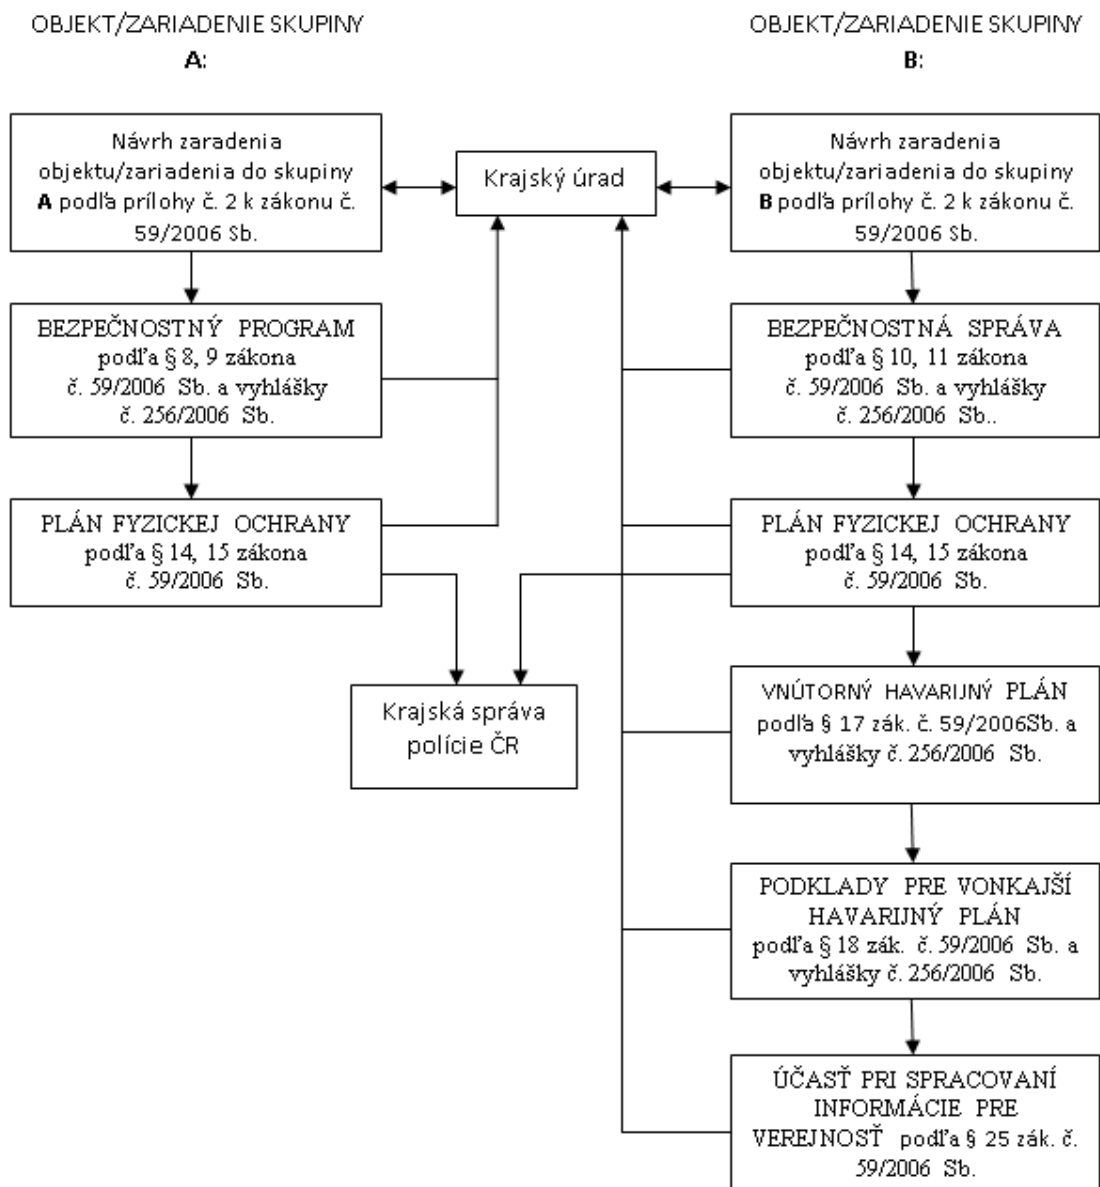 OBJEKT/ZARIADENIE SKUPINY
A:
Návrh zaradenia
objektu/zariadenia do skupiny
A podľa prílohy č. 2 k zákonu č.
59/2006 Sb.
BEZPEČNOSTNÝ PROGRAM
podľa § 8, 9 zákona
č. 59/2006 Sb. a vyhlášky
č. 256/2006 Sb.
PLÁN FYZICKEJ OCHRANY
podľa § 14, 15 zákona
č. 59/2006 Sb.
Krajský úrad
Krajská správa
polície ČR
OBJEKT/ZARIADENIE SKUPINY
B:
Návrh zaradenia
objektu/zariadenia do skupiny
B podľa prílohy č. 2 k zákonu č.
59/2006 Sb.
BEZPEČNOSTNÁ SPRÁVA
podľa § 10, 11 zákona
č. 59/2006 Sb. a vyhlášky
č. 256/2006 Sb..
PLÁN FYZICKEJ OCHRANY
podľa § 14, 15 zákona
č. 59/2006 Sb.
VNÚTORNÝ HAVARIJNÝ PLÁN
podľa § 17 zák. č. 59/2006Sb. a
vyhlášky č. 256/2006 Sb.
PODKLADY PRE VONKAJŠÍ
HAVARIJNÝ PLÁN
podľa § 18 zák. č. 59/2006 Sb. a
vyhlášky č. 256/2006 Sb.
ÚČASŤ PRI SPRACOVANÍ
INFORMÁCIE PRE
VEREJNOSŤ podľa § 25 zák. č.
59/2006 Sb.